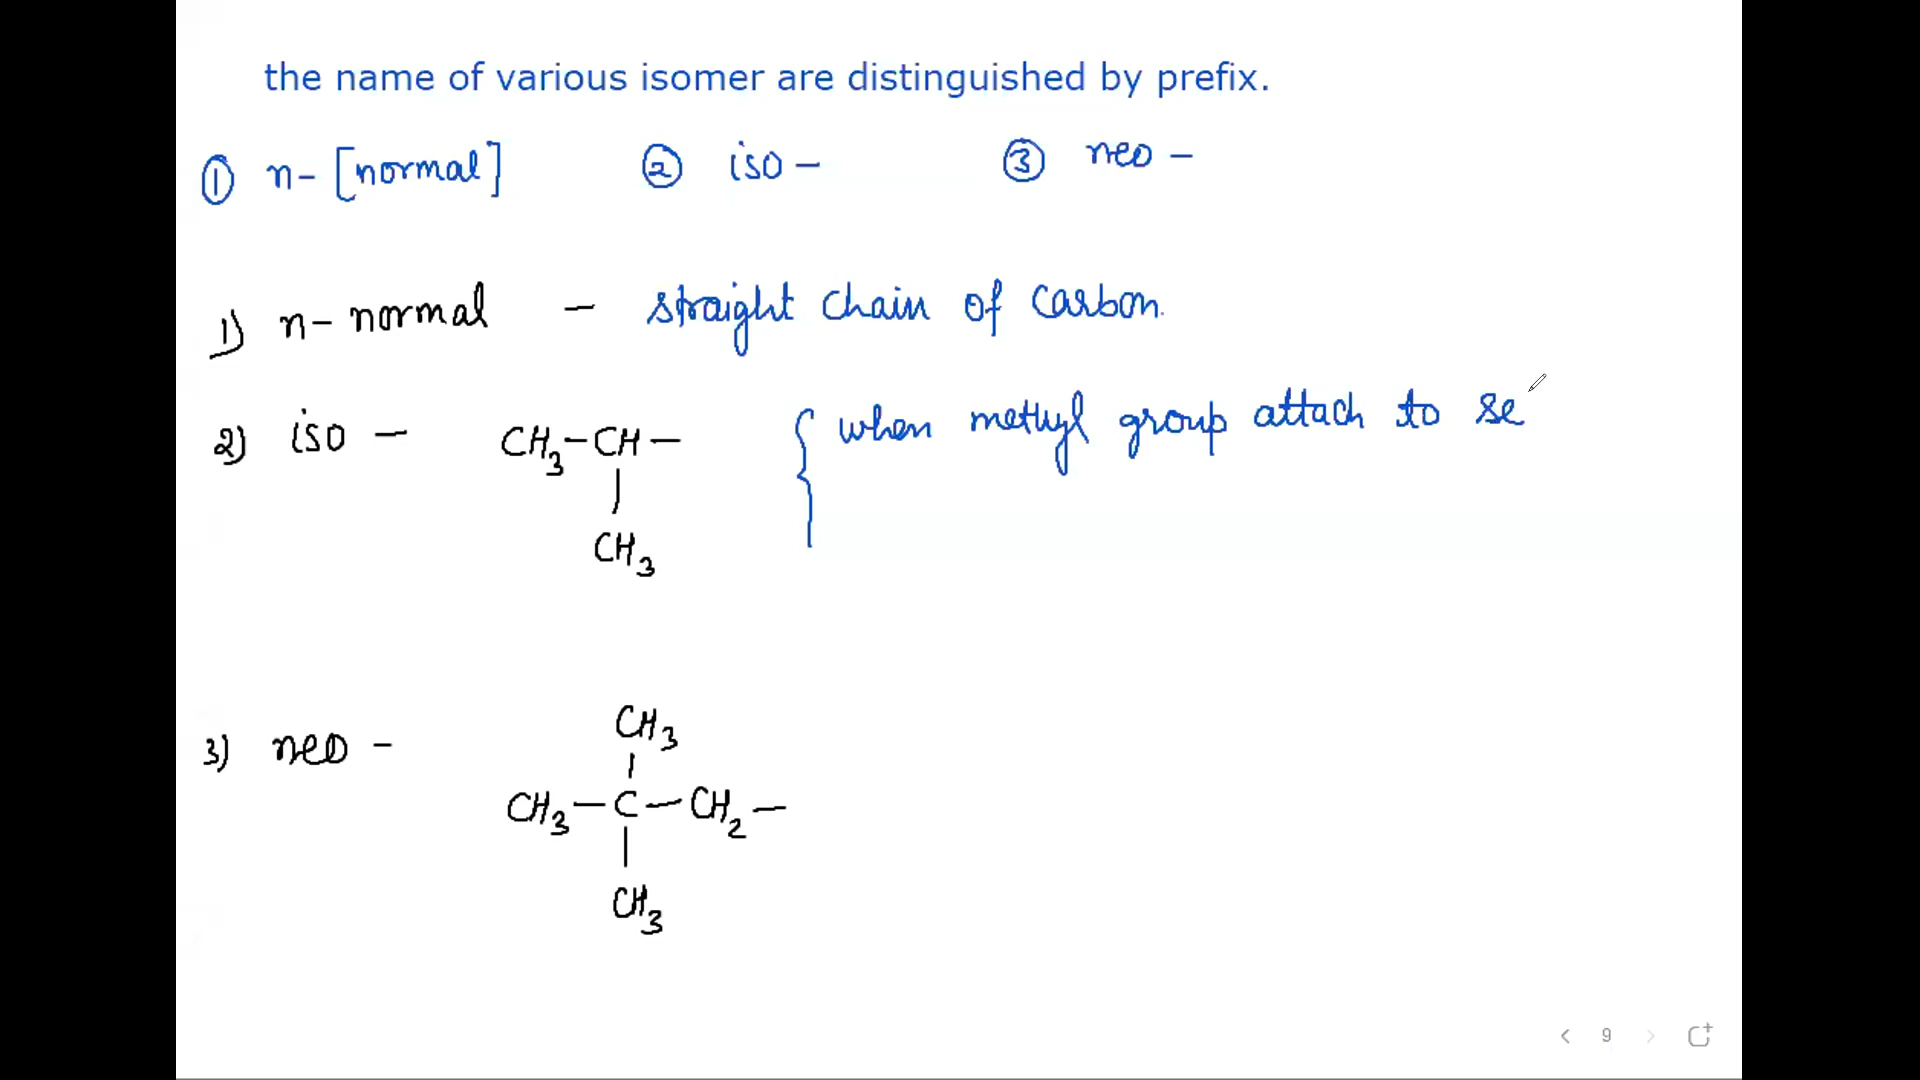 the name of various isomer are distinguished by prefix.
① n- [normal] ② iso - ③ neo -
1) n- normal - straight chain of carbon.
2) iso - CH3-CH- { when methyl group attach to se
|
CH3
CH3
|
3) neo - CH3-C-CH2-
|
CH3
< 9 >